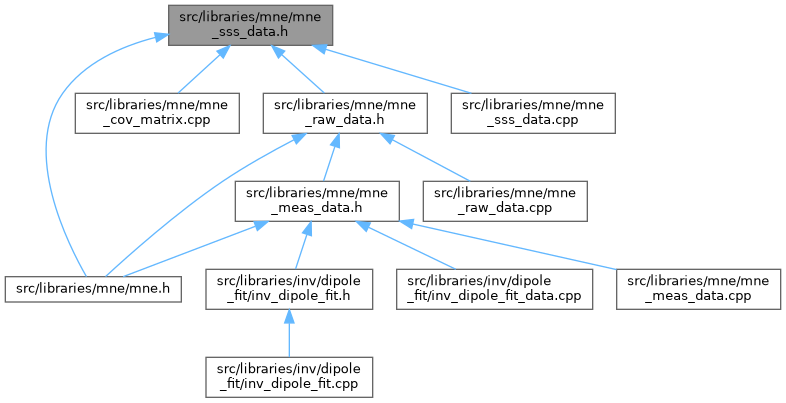 src/libraries/mne/mne
_sss_data.h
src/libraries/mne/mne
_cov_matrix.cpp
src/libraries/mne/mne
_raw_data.h
src/libraries/mne/mne
_sss_data.cpp
src/libraries/mne/mne
_meas_data.h
src/libraries/mne/mne
_raw_data.cpp
src/libraries/mne/mne.h
src/libraries/inv/dipole
_fit/inv_dipole_fit.h
src/libraries/inv/dipole
_fit/inv_dipole_fit_data.cpp
src/libraries/mne/mne
_meas_data.cpp
src/libraries/inv/dipole
_fit/inv_dipole_fit.cpp